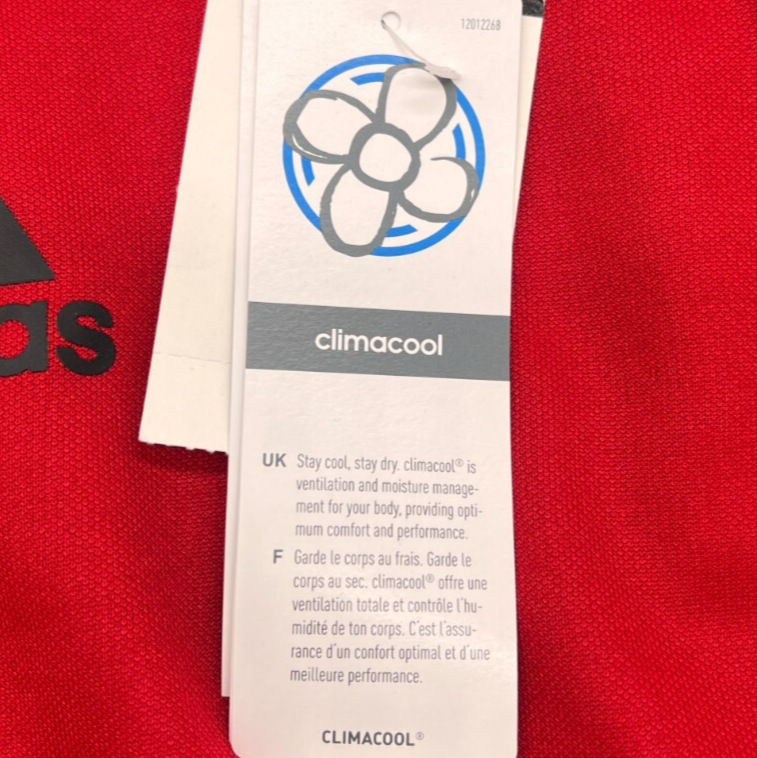 12012268
as
climacool
UK Stay cool, stay dry. climacool® is
ventilation and moisture manage-
ment for your body, providing opti-
mum comfort and performance.
F Garde le corps au frais. Garde le
corps au sec. climacool® offre une
ventilation totale et contrôle l'hu-
midité de ton corps. C'est l'assu-
rance d'un confort optimal et d'une
meilleure performance.
CLIMACOOL®